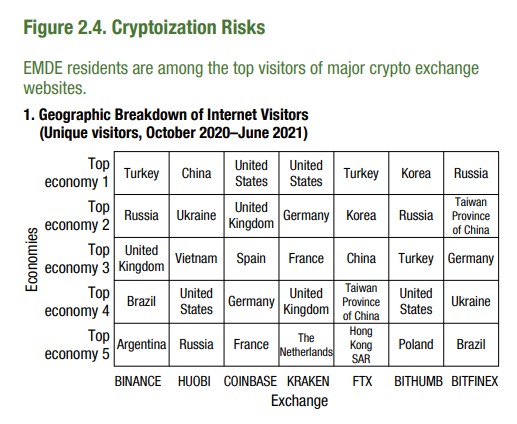 Figure 2.4. Cryptoization Risks
EMDE residents are among the top visitors of major crypto exchange
websites.
1. Geographic Breakdown of Internet Visitors
(Unique visitors, October 2020–June 2021)
Economies
Top economy 1 Turkey China United States United States Turkey Korea Russia
Top economy 2 Russia Ukraine United Kingdom Germany Korea Russia Taiwan Province of China
Top economy 3 United Kingdom Vietnam Spain France China Turkey Germany
Top economy 4 Brazil United States Germany United Kingdom Taiwan Province of China United States Ukraine
Top economy 5 Argentina Russia France The Netherlands Hong Kong SAR Poland Brazil
BINANCE HUOBI COINBASE KRAKEN FTX BITHUMB BITFINEX
Exchange